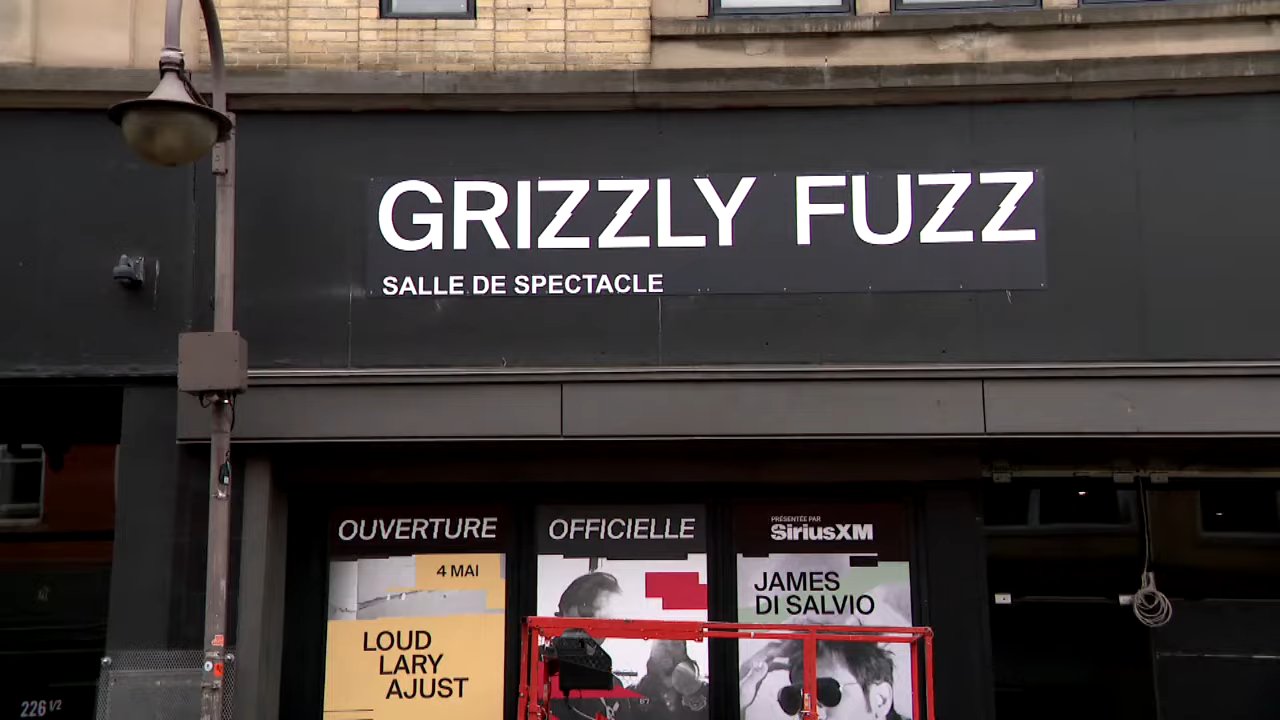 GRIZZLY FUZZ
SALLE DE SPECTACLE
OUVERTURE
4 MAI
LOUD
LARY
AJUST
OFFICIELLE
PRÉSENTÉE PAR
SiriusXM
JAMES
DI SALVIO
226 1/2